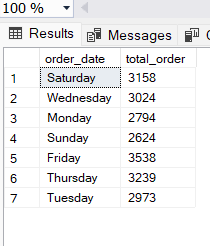 100 %
Results Messages
order_date total_order
1 Saturday 3158
2 Wednesday 3024
3 Monday 2794
4 Sunday 2624
5 Friday 3538
6 Thursday 3239
7 Tuesday 2973